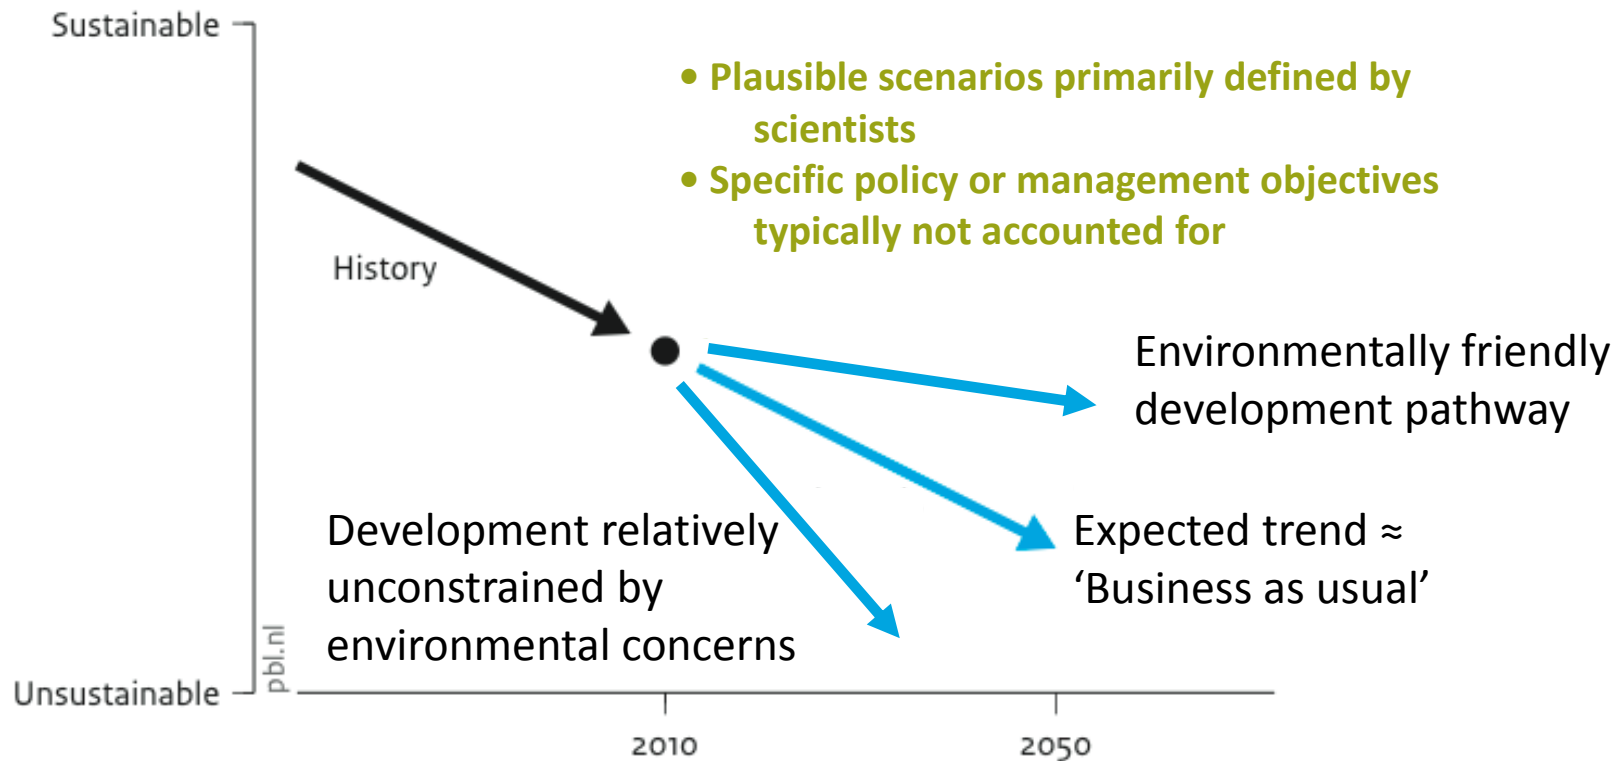 Sustainable
• Plausible scenarios primarily defined by
scientists
• Specific policy or management objectives
typically not accounted for
History
Environmentally friendly
development pathway
Development relatively
unconstrained by
environmental concerns
Expected trend ≈
‘Business as usual’
pbl.nl
Unsustainable
2010
2050